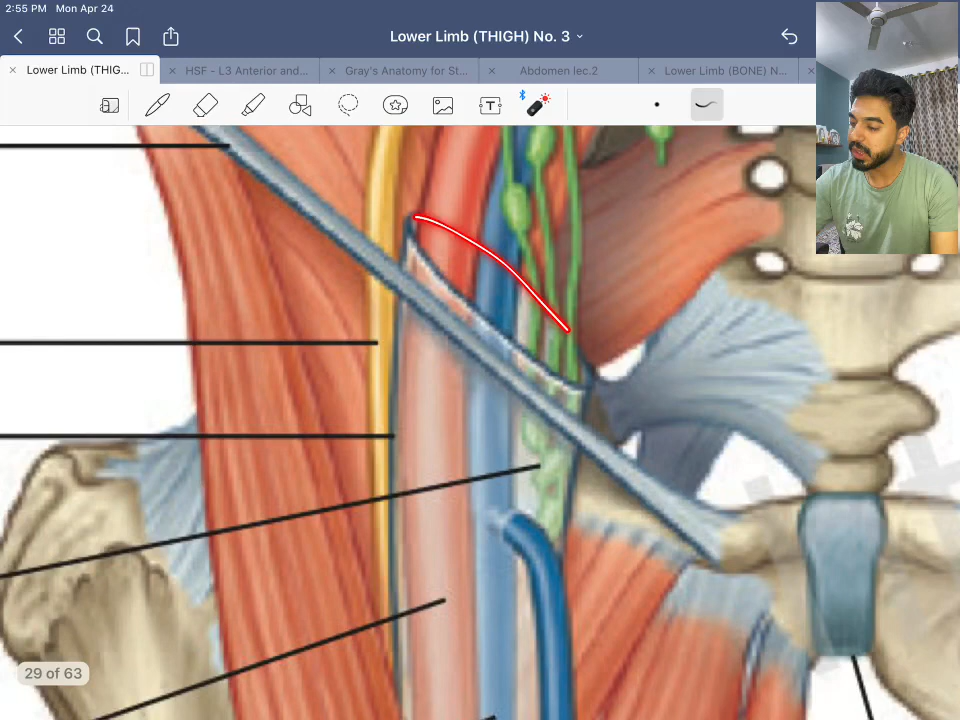 2:55 PM Mon Apr 24
Lower Limb (THIGH) No. 3
Lower Limb (THIG...
HSF - L3 Anterior and...
Gray's Anatomy for St...
Abdomen lec.2
Lower Limb (BONE) N...
T
29 of 63